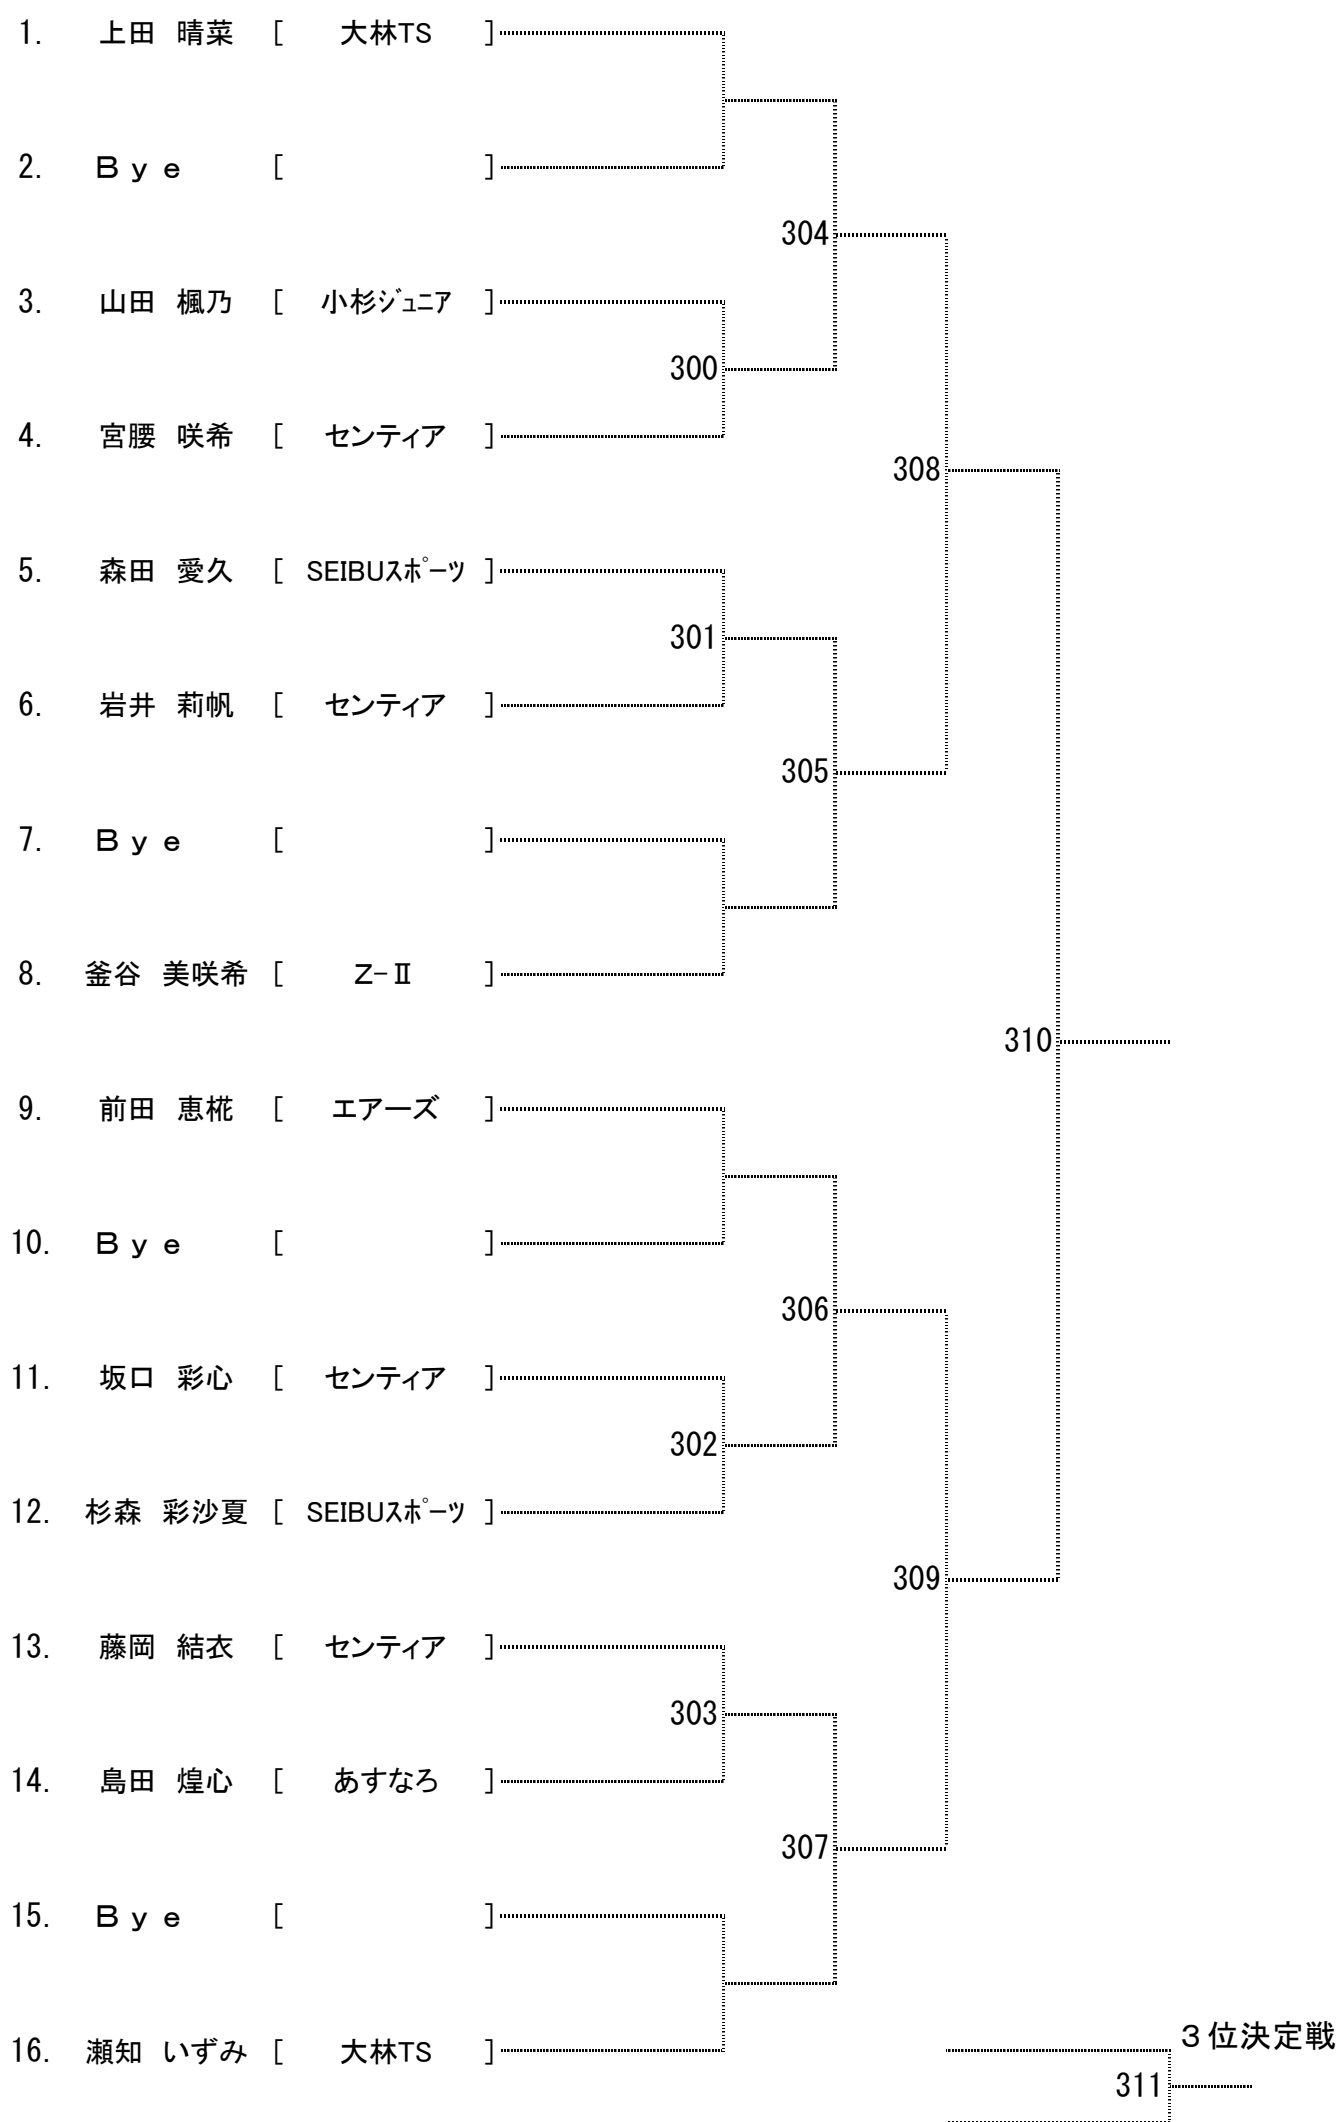 1. 上田 晴菜 [ 大林TS ]
2. Ｂｙｅ [ ]
304
3. 山田 楓乃 [ 小杉ｼﾞｭﾆｱ ]
300
4. 宮腰 咲希 [ センティア ]
308
5. 森田 愛久 [ SEIBUｽﾎﾟｰﾂ ]
301
6. 岩井 莉帆 [ センティア ]
305
7. Ｂｙｅ [ ]
8. 釜谷 美咲希 [ Z-Ⅱ ]
310
9. 前田 恵椛 [ エアーズ ]
10. Ｂｙｅ [ ]
306
11. 坂口 彩心 [ センティア ]
302
12. 杉森 彩沙夏 [ SEIBUｽﾎﾟｰﾂ ]
309
13. 藤岡 結衣 [ センティア ]
303
14. 島田 煌心 [ あすなろ ]
307
15. Ｂｙｅ [ ]
３位決定戦
16. 瀬知 いずみ [ 大林TS ]
311